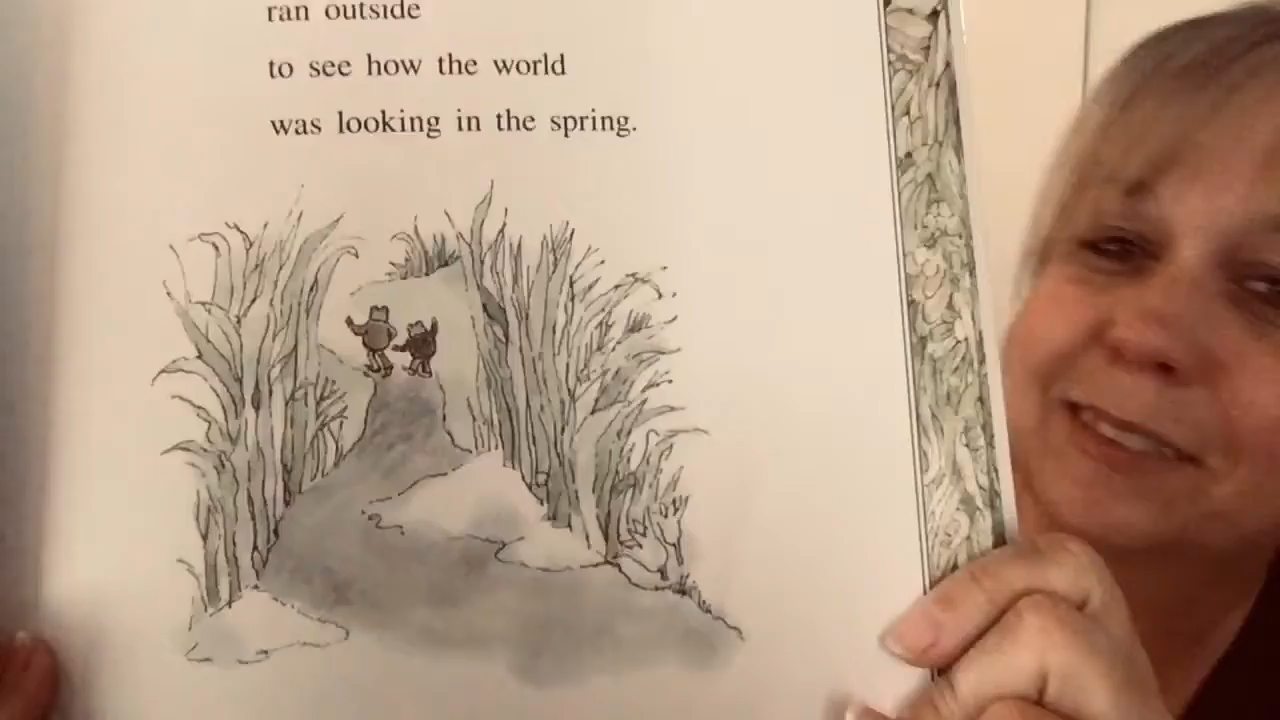 ran outside
to see how the world
was looking in the spring.